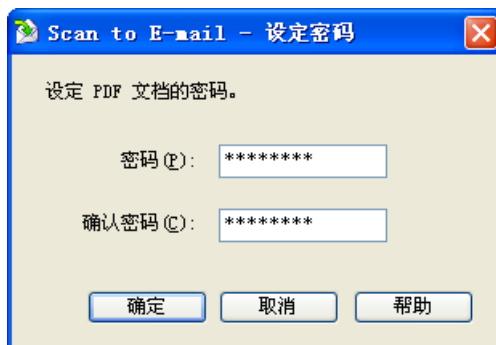 Scan to E-mail - 设定密码
设定 PDF 文档的密码。
密码(P): ********
确认密码(C): ********
确定 取消 帮助